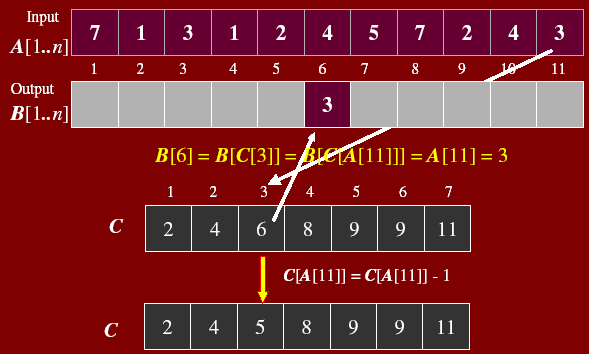 Input
A[1..n]
7 1 3 1 2 4 5 7 2 4 3
1 2 3 4 5 6 7 8 9 10 11
Output
B[1..n]
3
B[6] = B[C[3]] = B[C[A[11]]] = A[11] = 3
1 2 3 4 5 6 7
C
2 4 6 8 9 9 11
C[A[11]] = C[A[11]] - 1
C
2 4 5 8 9 9 11